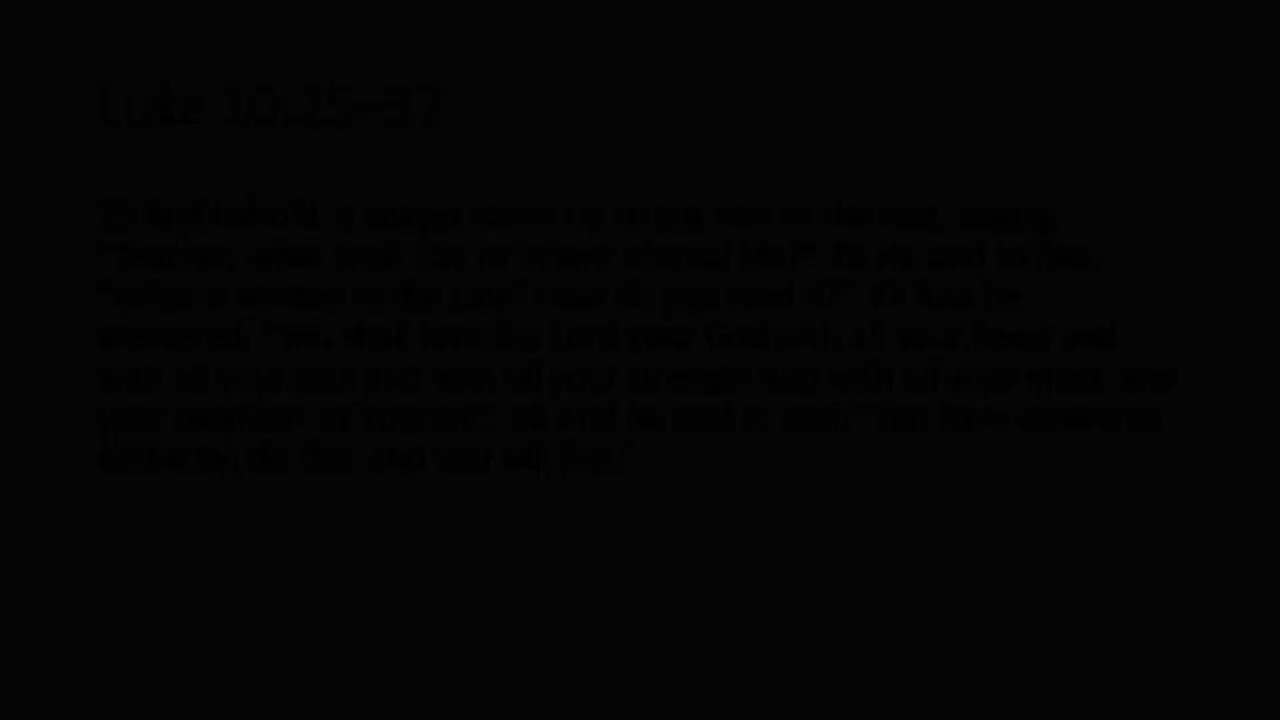 Luke 10:25-37
25 And behold, a lawyer stood up to put him to the test, saying,
"Teacher, what shall I do to inherit eternal life?" 26 He said to him,
"What is written in the Law? How do you read it?" 27 And he
answered, "You shall love the Lord your God with all your heart and
with all your soul and with all your strength and with all your mind, and
your neighbor as yourself." 28 And he said to him, "You have answered
correctly; do this, and you will live."